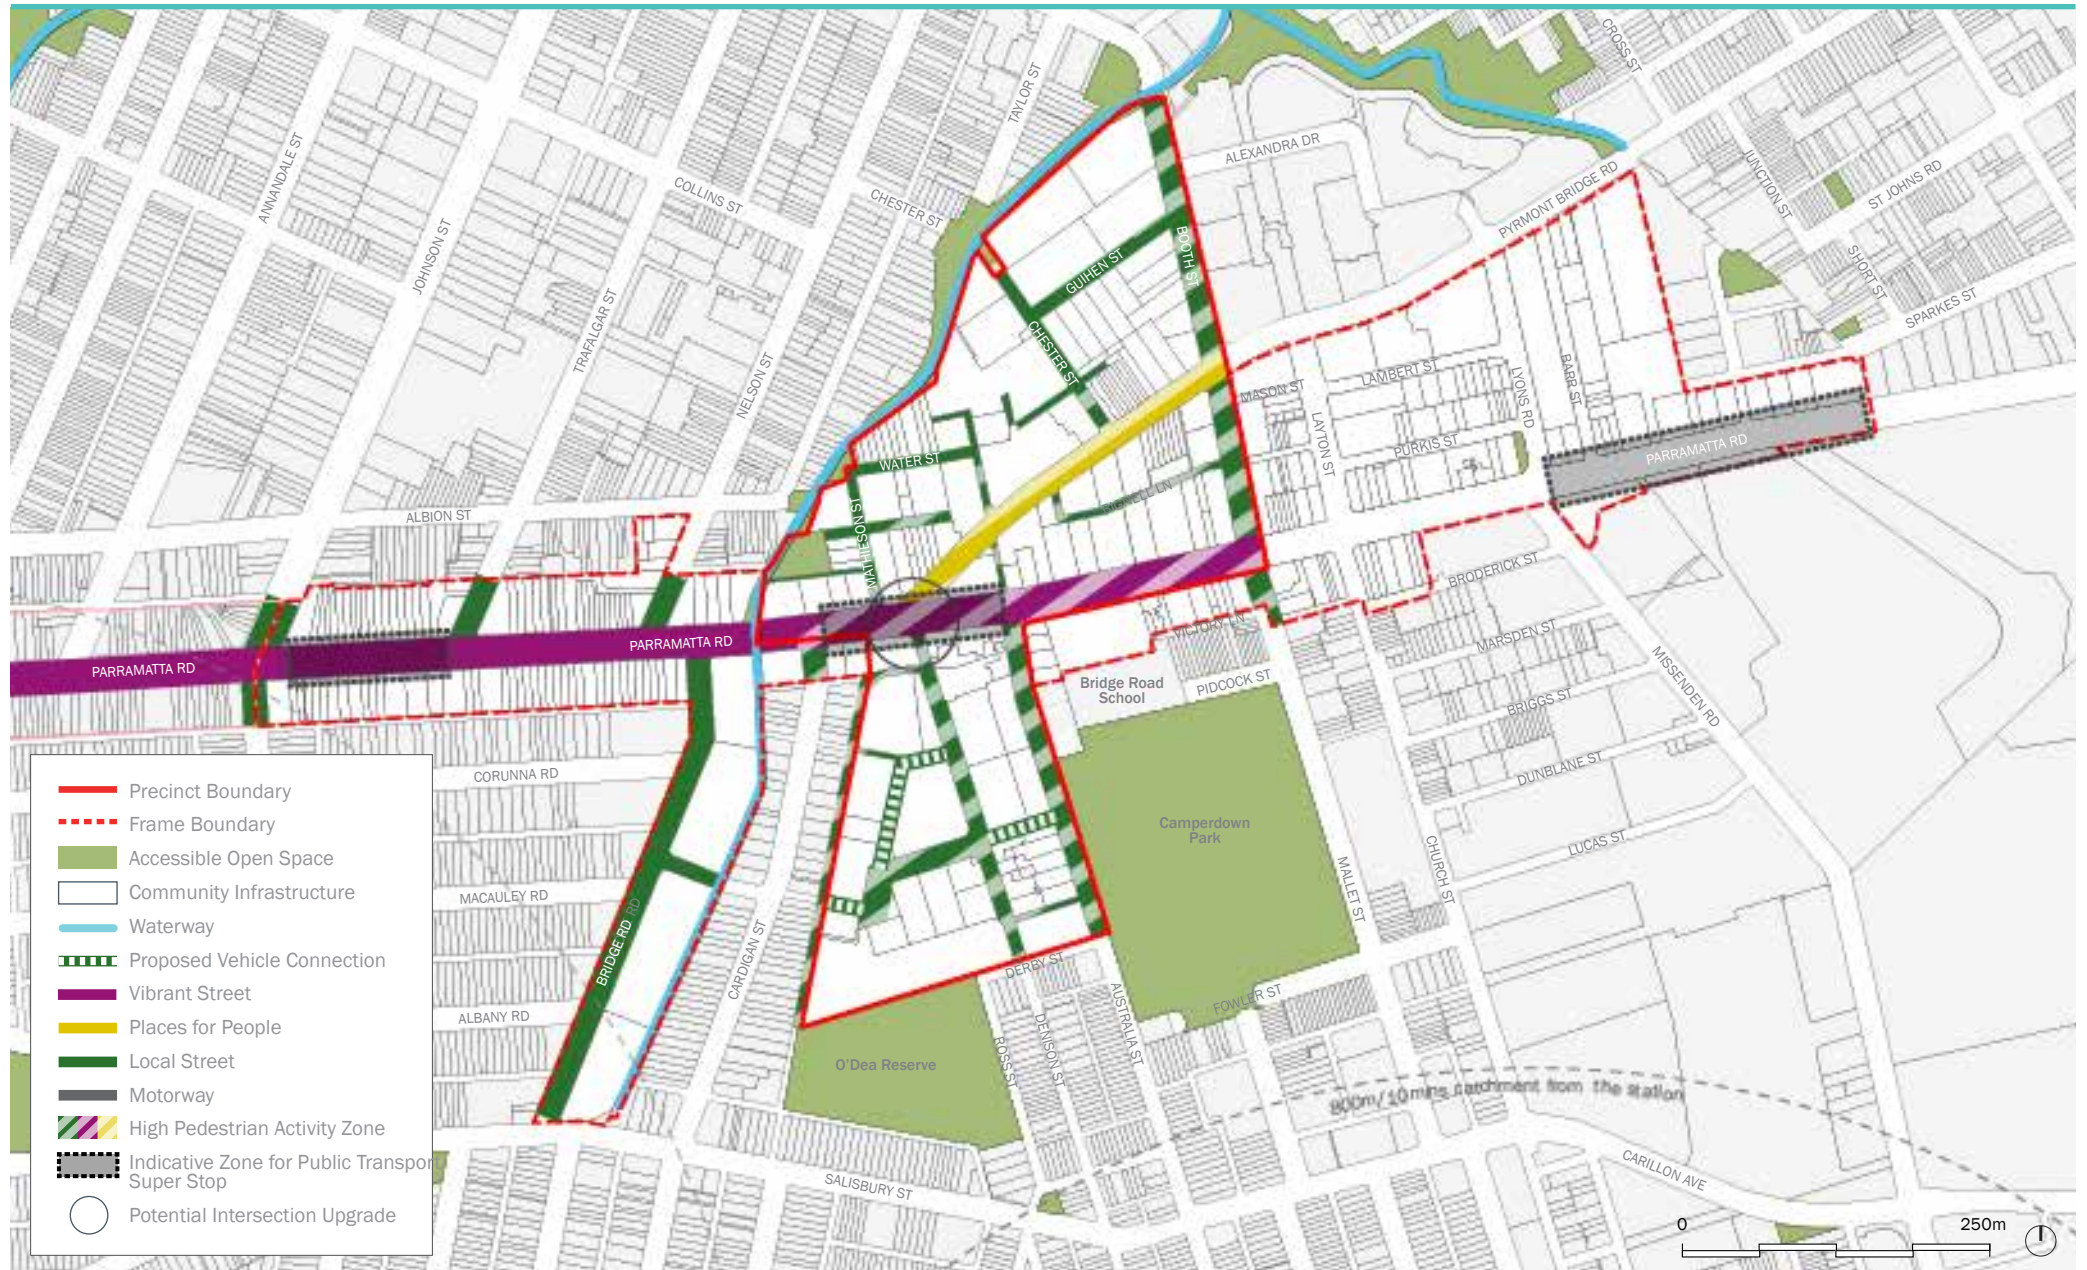 CROSS ST
TAYLOR ST
ALEXANDRA DR
ANNANDALE ST
JUNCTION ST
PYRMONT BRIDGE RD
ST JOHNS RD
COLLINS ST
CHESTER ST
JOHNSON ST
BOOTH ST
GUIHEN ST
SHORT ST
SPARKES ST
TRAFALGAR ST
CHESTER ST
NELSON ST
MASON ST
LAMBERT ST
LYONS RD
BARR ST
LAYTON ST
PURKIS ST
PARRAMATTA RD
WATER ST
MATHIESON ST
ALBION ST
BRODERICK ST
VICTORY LN
MARSDEN ST
PARRAMATTA RD
PARRAMATTA RD
Bridge Road
School
PIDCOCK ST
MISSENDEN RD
BRIGGS ST
CORUNNA RD
DUNBLANE ST
Camperdown
Park
LUCAS ST
CHURCH ST
MALLET ST
MACAULEY RD
BRIDGE RD
RD
CARDIGAN ST
DERBY ST
FOWLER ST
AUSTRALIA ST
ALBANY RD
ROSS ST
DENISON ST
O'Dea Reserve
800m/10mins catchment from the station
SALISBURY ST
CARILLON AVE
Precinct Boundary
Frame Boundary
Accessible Open Space
Community Infrastructure
Waterway
Proposed Vehicle Connection
Vibrant Street
Places for People
Local Street
Motorway
High Pedestrian Activity Zone
Indicative Zone for Public Transport
Super Stop
Potential Intersection Upgrade
0
250m